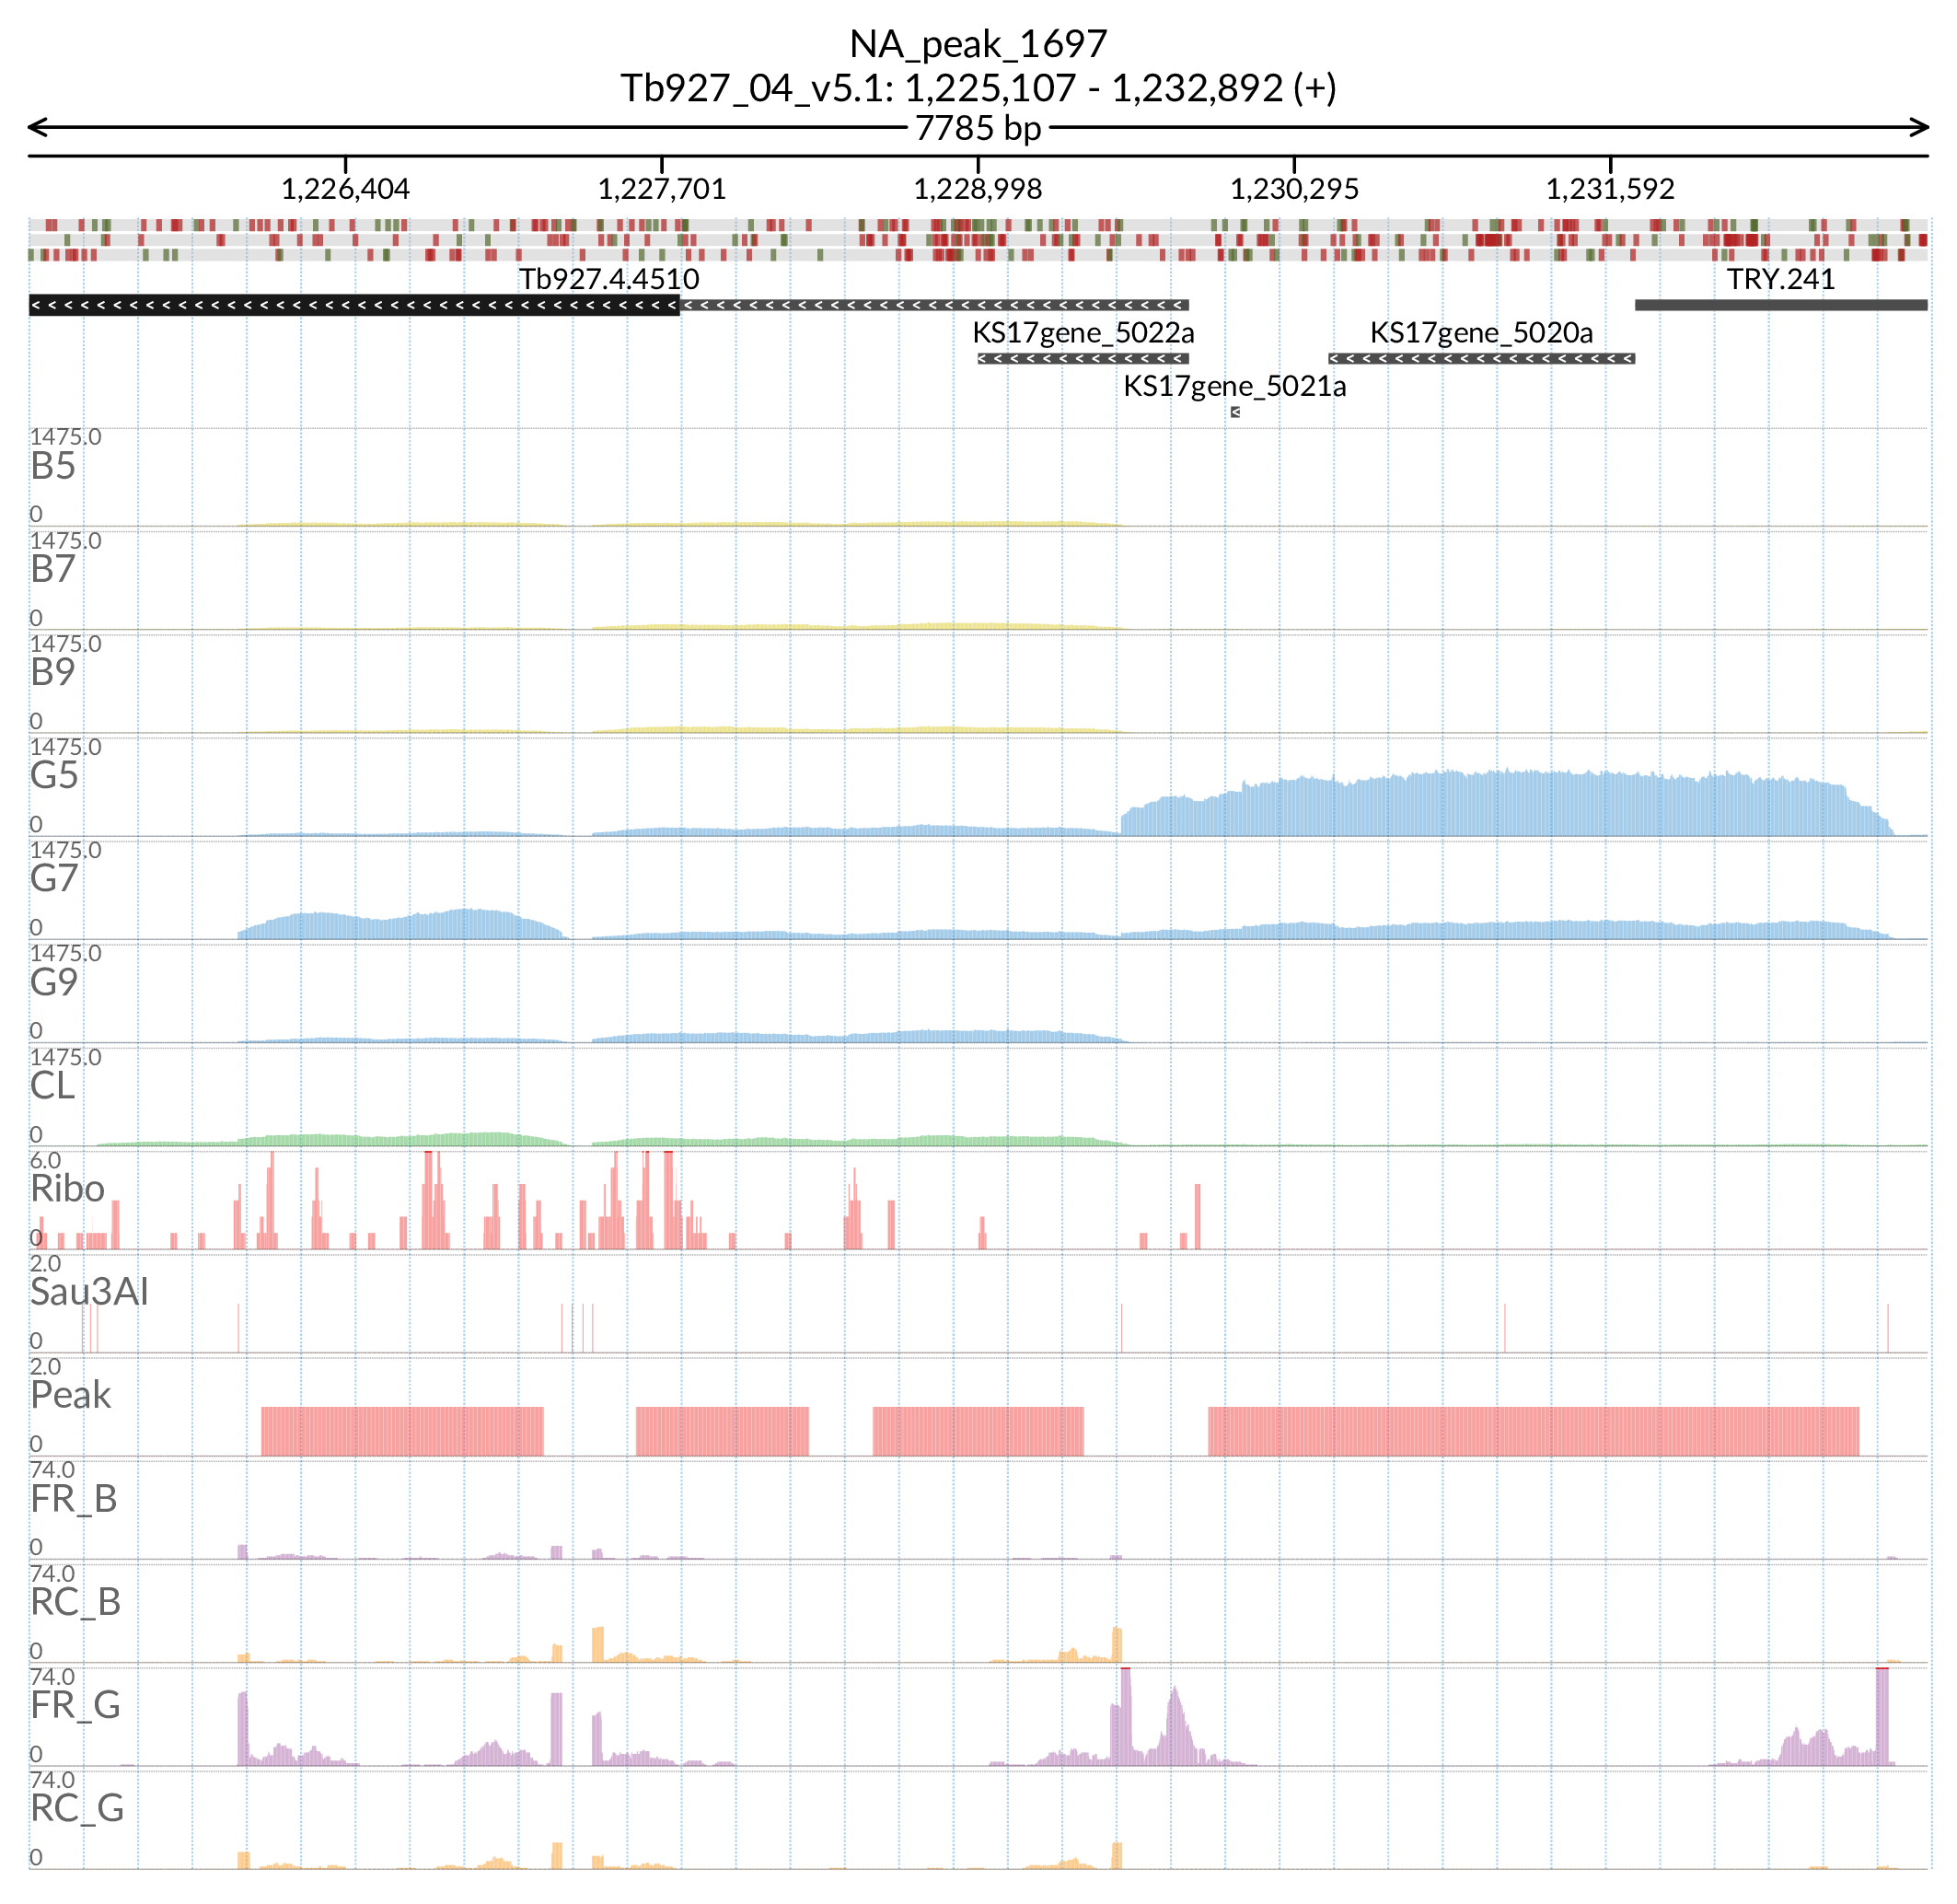 NA_peak_1697
Tb927_04_v5.1: 1,225,107 - 1,232,892 (+)
7785 bp
1,226,404 1,227,701 1,228,998 1,230,295 1,231,592
Tb927.4.4510 TRY.241
KS17gene_5022a KS17gene_5020a
KS17gene_5021a
1475.0
B5
0
1475.0
B7
0
1475.0
B9
0
1475.0
G5
0
1475.0
G7
0
1475.0
G9
0
1475.0
CL
0
6.0
Ribo
0
2.0
Sau3AI
0
2.0
Peak
0
74.0
FR_B
0
74.0
RC_B
0
74.0
FR_G
0
74.0
RC_G
0